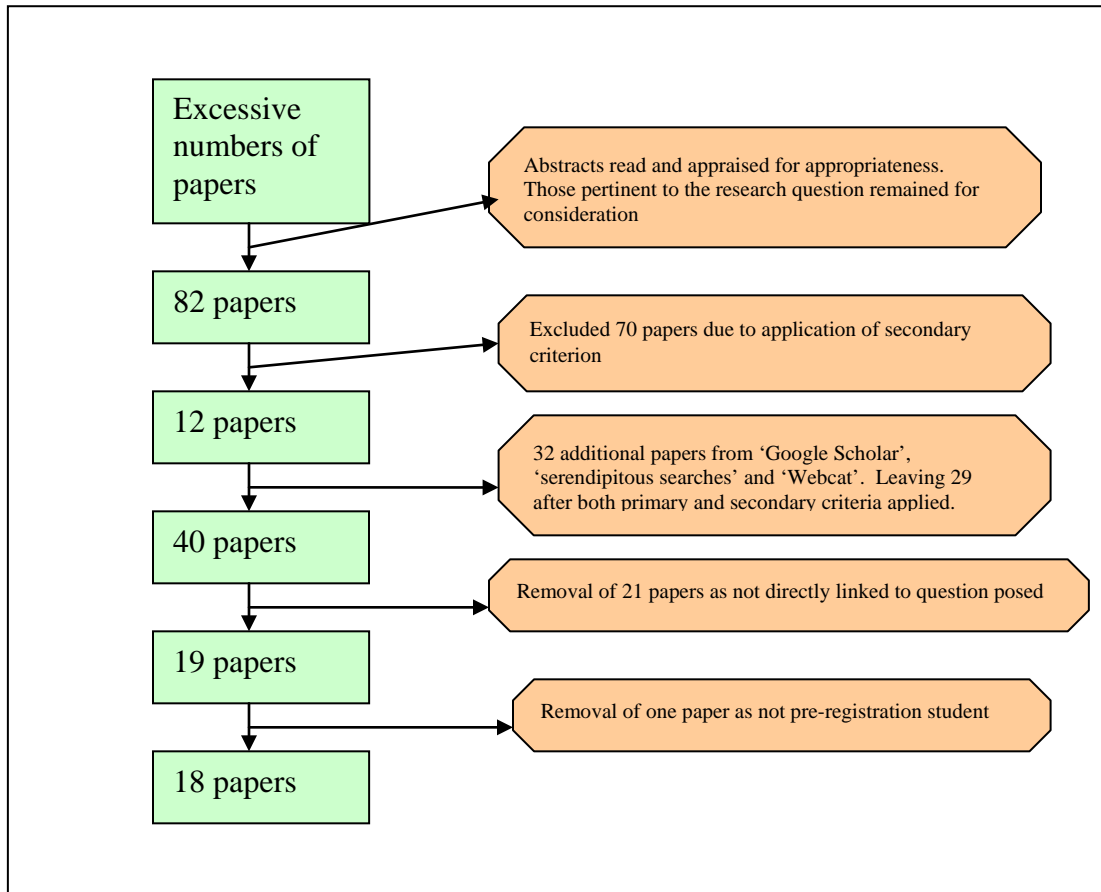 Excessive
numbers of
papers
Abstracts read and appraised for appropriateness.
Those pertinent to the research question remained for
consideration
82 papers
Excluded 70 papers due to application of secondary
criterion
12 papers
32 additional papers from ‘Google Scholar’,
‘serendipitous searches’ and ‘Webcat’.  Leaving 29
after both primary and secondary criteria applied.
40 papers
Removal of 21 papers as not directly linked to question posed
19 papers
Removal of one paper as not pre-registration student
18 papers